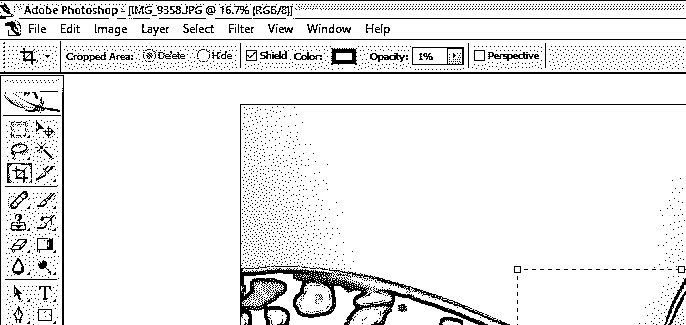 Adobe Photoshop - [IMG_9358.JPG @ 16.7% (RGB/8)]
File Edit Image Layer Select Filter View Window Help
Cropped Area: Delete Hide Shield Color: Opacity: 1% Perspective
T